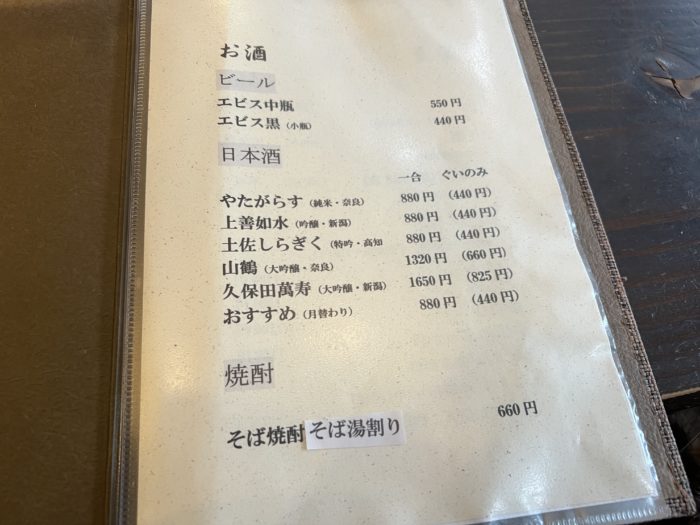 お酒
ビール
エビス中瓶 550円
エビス黒（小瓶） 440円
日本酒
一合 ぐいのみ
やたがらす（純米・奈良） 880円 （440円）
上善如水（吟醸・新潟） 880円 （440円）
土佐しらぎく（特吟・高知 880円 （440円）
山鶴（大吟醸・奈良） 1320円 （660円）
久保田萬寿（大吟醸・新潟） 1650円 （825円）
おすすめ（月替わり） 880円 （440円）
焼酎
そば焼酎 そば湯割り 660円